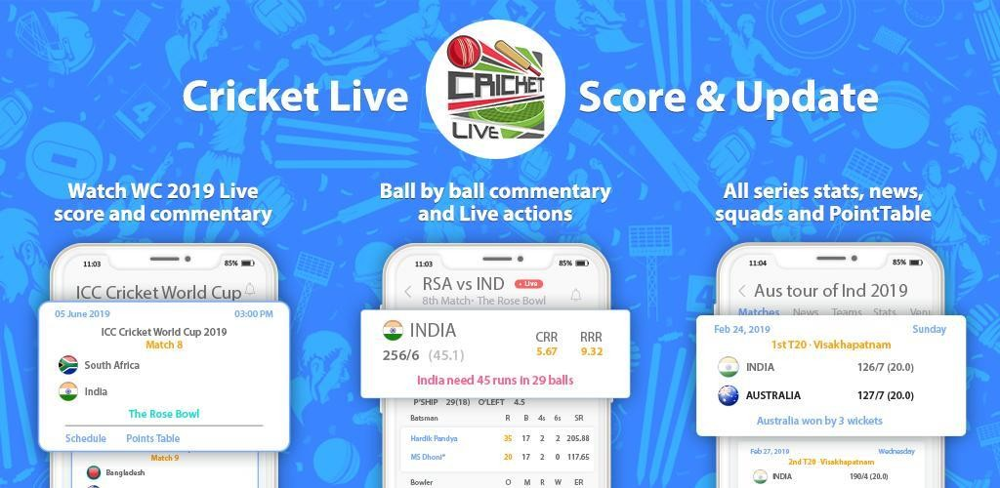 Cricket Live
CRICKET
LIVE
Score & Update
Watch WC 2019 Live
score and commentary
11:03 85%
ICC Cricket World Cup
05 June 2019 03:00 PM
ICC Cricket World Cup 2019
Match 8
South Africa
India
The Rose Bowl
Schedule Points Table
Match 9
Bangladesh
Ball by ball commentary
and Live actions
11:03 85%
RSA vs IND Live
8th Match· The Rose Bowl
INDIA
256/6 (45.1)
CRR RRR
5.67 9.32
India need 45 runs in 29 balls
P'SHIP 29(18) O'LEFT 4.5
Batsman R B 4s 6s SR
Hardik Pandya 35 17 2 2 205.88
MS Dhoni* 20 17 2 0 117.65
Bowler O M R W ER
All series stats, news,
squads and PointTable
11:04 85%
Aus tour of Ind 2019
Matches News Teams Stats Venu
Feb 24, 2019 Sunday
1st T20 · Visakhapatnam
INDIA 126/7 (20.0)
AUSTRALIA 127/7 (20.0)
Australia won by 3 wickets
Feb 27, 2019 Wednesday
2nd T20 · Visakhapatnam
INDIA 190/4 (20.0)